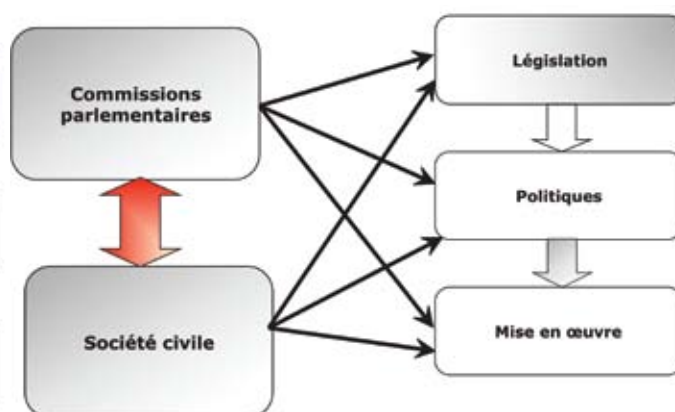 Commissions
parlementaires
Société civile
Législation
Politiques
Mise en œuvre